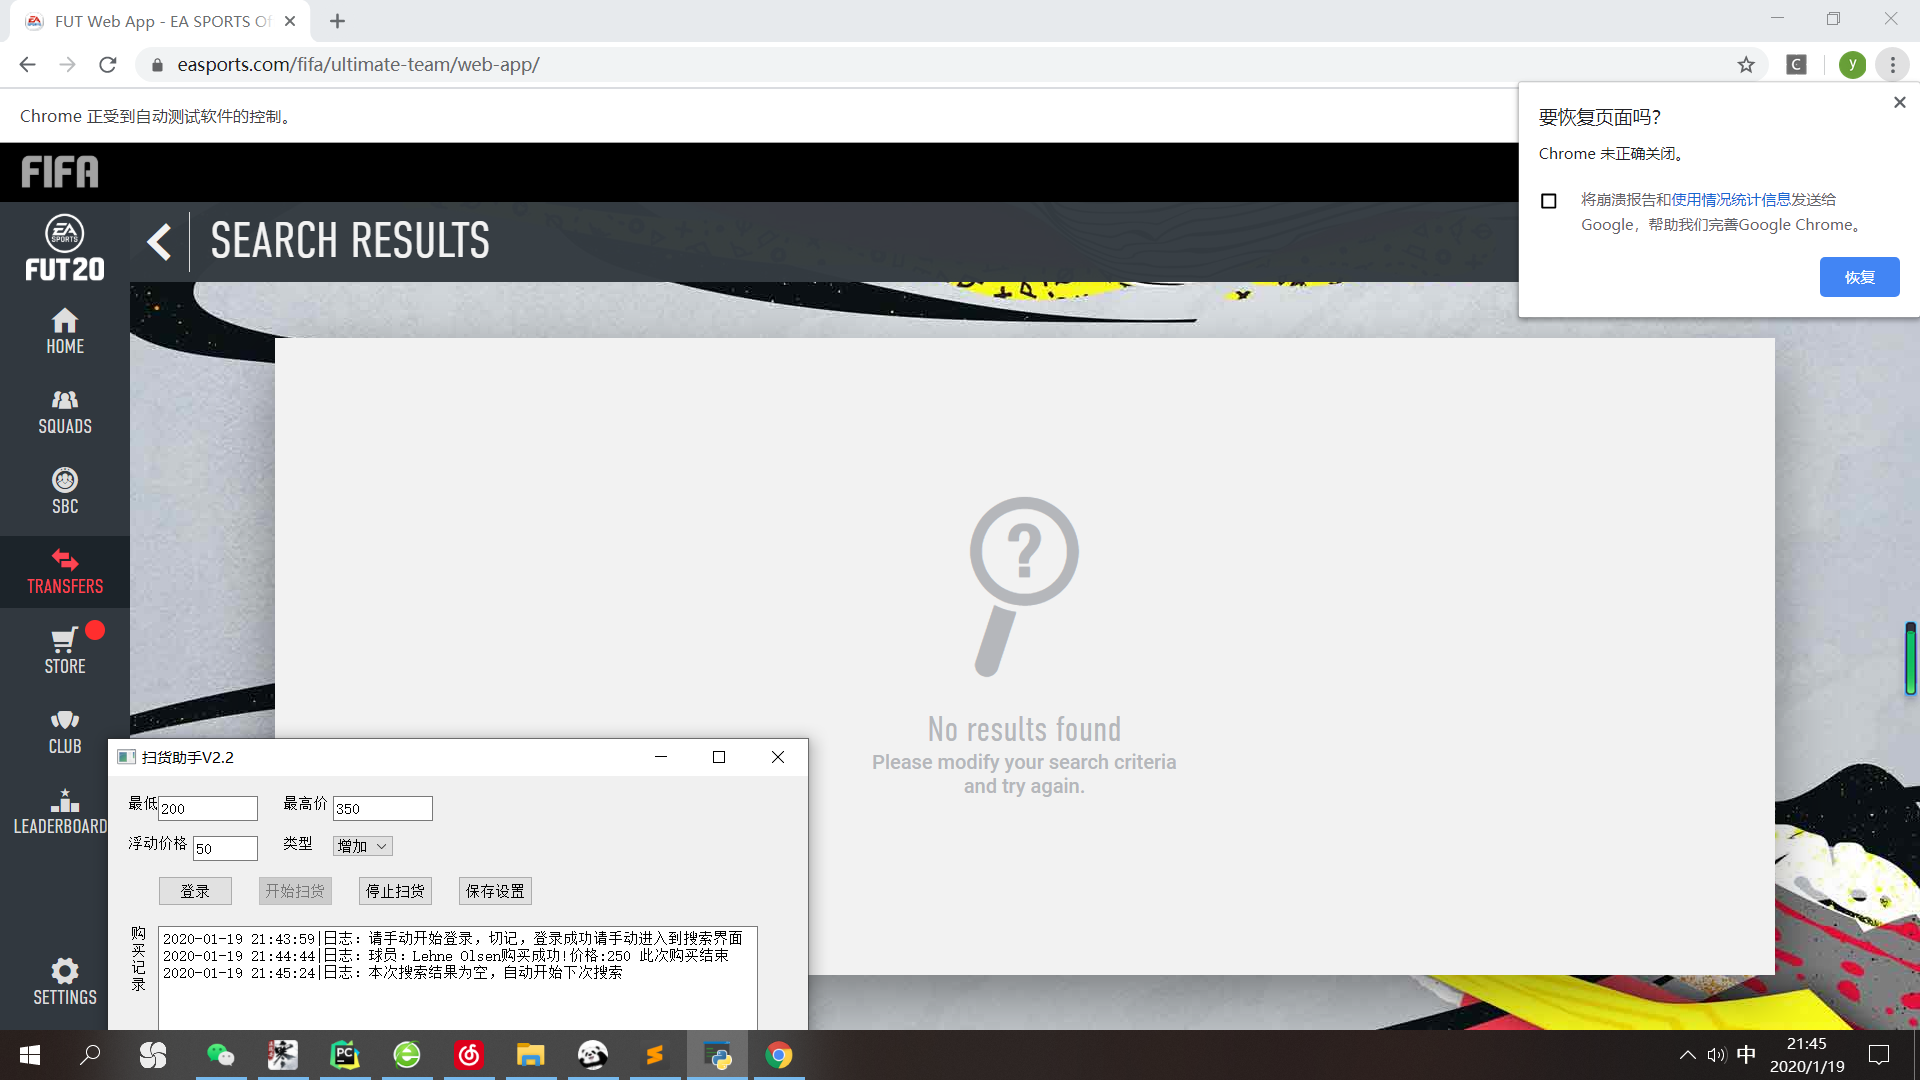 FUT Web App - EA SPORTS Of
easports.com/fifa/ultimate-team/web-app/
C
y
Chrome 正受到自动测试软件的控制。
要恢复页面吗?
Chrome 未正确关闭。
将崩溃报告和使用情况统计信息发送给
Google，帮助我们完善Google Chrome。
恢复
FIFA
EA
SPORTS
FUT20
SEARCH RESULTS
HOME
SQUADS
SBC
TRANSFERS
STORE
CLUB
LEADERBOARD
SETTINGS
No results found
Please modify your search criteria
and try again.
扫货助手V2.2
最低 200 最高价 350
浮动价格 50 类型 增加
登录 开始扫货 停止扫货 保存设置
购买记录
2020-01-19 21:43:59|日志: 请手动开始登录，切记，登录成功请手动进入到搜索界面
2020-01-19 21:44:44|日志: 球员: Lehne Olsen购买成功!价格:250 此次购买结束
2020-01-19 21:45:24|日志: 本次搜索结果为空，自动开始下次搜索
PC
中
21:45
2020/1/19